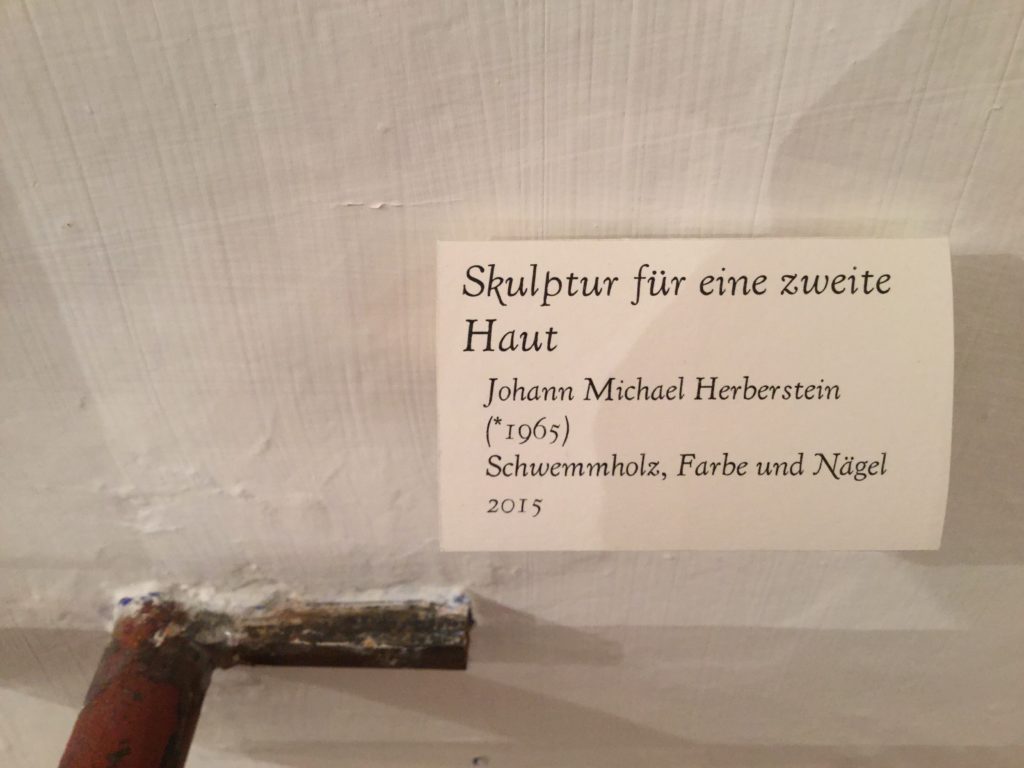 Skulptur für eine zweite
Haut
Johann Michael Herberstein
(*1965)
Schwemmholz, Farbe und Nägel
2015